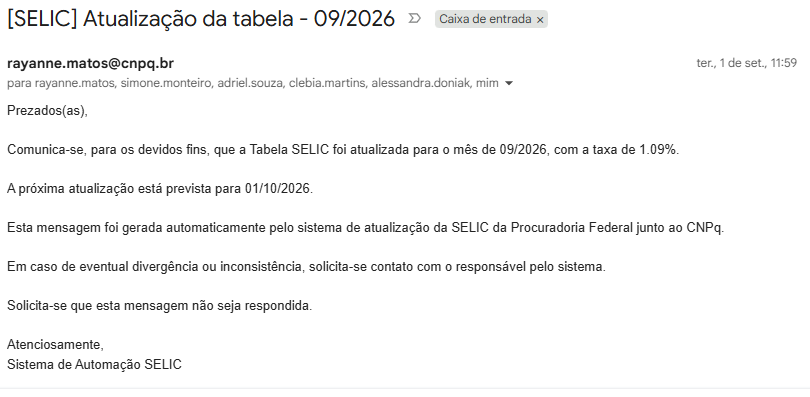 [SELIC] Atualização da tabela - 09/2026 Caixa de entrada ×
rayanne.matos@cnpq.br ter., 1 de set., 11:59
para rayanne.matos, simone.monteiro, adriel.souza, clebia.martins, alessandra.doniak, mim
Prezados(as),
Comunica-se, para os devidos fins, que a Tabela SELIC foi atualizada para o mês de 09/2026, com a taxa de 1.09%.
A próxima atualização está prevista para 01/10/2026.
Esta mensagem foi gerada automaticamente pelo sistema de atualização da SELIC da Procuradoria Federal junto ao CNPq.
Em caso de eventual divergência ou inconsistência, solicita-se contato com o responsável pelo sistema.
Solicita-se que esta mensagem não seja respondida.
Atenciosamente,
Sistema de Automação SELIC